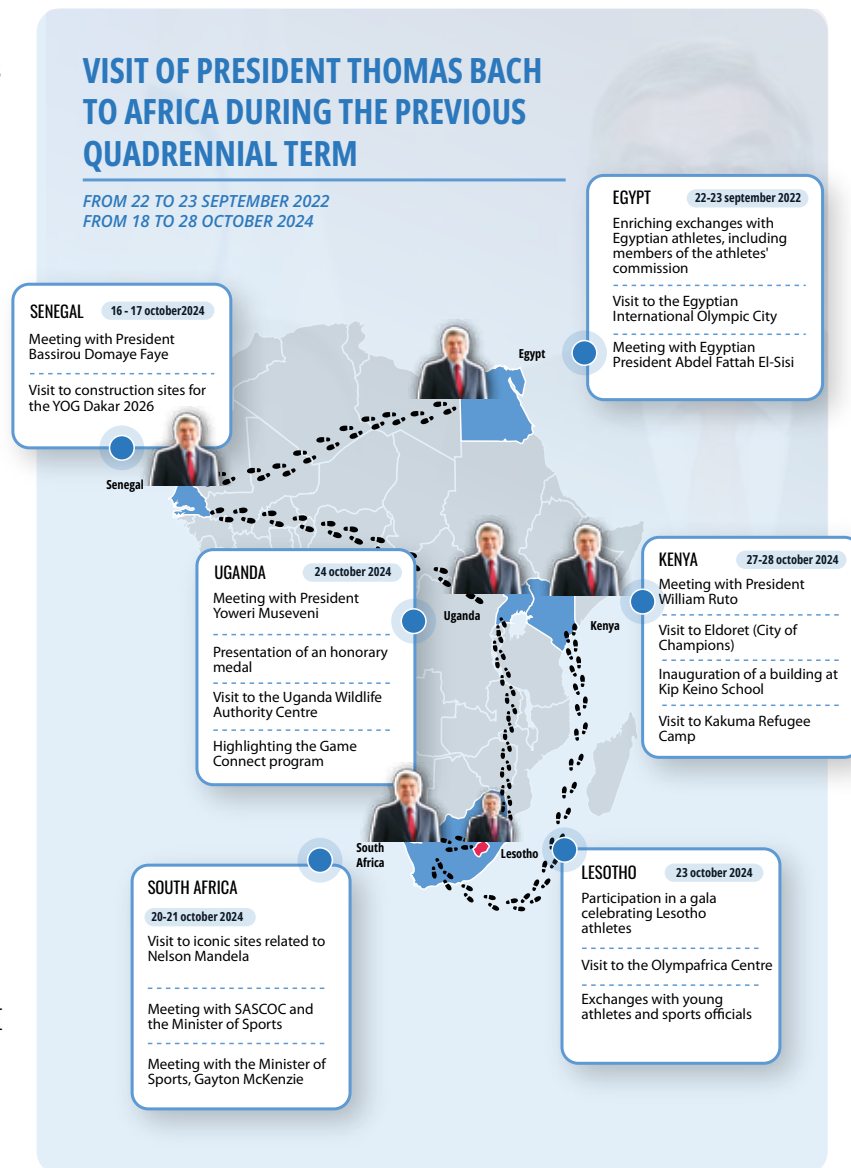 VISIT OF PRESIDENT THOMAS BACH
TO AFRICA DURING THE PREVIOUS
QUADRENNIAL TERM
FROM 22 TO 23 SEPTEMBER 2022
FROM 18 TO 28 OCTOBER 2024
EGYPT
22-23 september 2022
Enriching exchanges with
Egyptian athletes, including
members of the athletes'
commission
Visit to the Egyptian
International Olympic City
Meeting with Egyptian
President Abdel Fattah El-Sisi
Egypt
SENEGAL
16 - 17 october2024
Meeting with President
Bassirou Domaye Faye
Visit to construction sites for
the YOG Dakar 2026
Senegal
UGANDA
24 october 2024
Meeting with President
Yoweri Museveni
Presentation of an honorary
medal
Visit to the Uganda Wildlife
Authority Centre
Highlighting the Game
Connect program
Uganda
Kenya
KENYA
27-28 october 2024
Meeting with President
William Ruto
Visit to Eldoret (City of
Champions)
Inauguration of a building at
Kip Keino School
Visit to Kakuma Refugee
Camp
South
Africa
Lesotho
SOUTH AFRICA
20-21 october 2024
Visit to iconic sites related to
Nelson Mandela
Meeting with SASCOC and
the Minister of Sports
Meeting with the Minister of
Sports, Gayton McKenzie
LESOTHO
23 october 2024
Participation in a gala
celebrating Lesotho
athletes
Visit to the Olympafrica Centre
Exchanges with young
athletes and sports officials